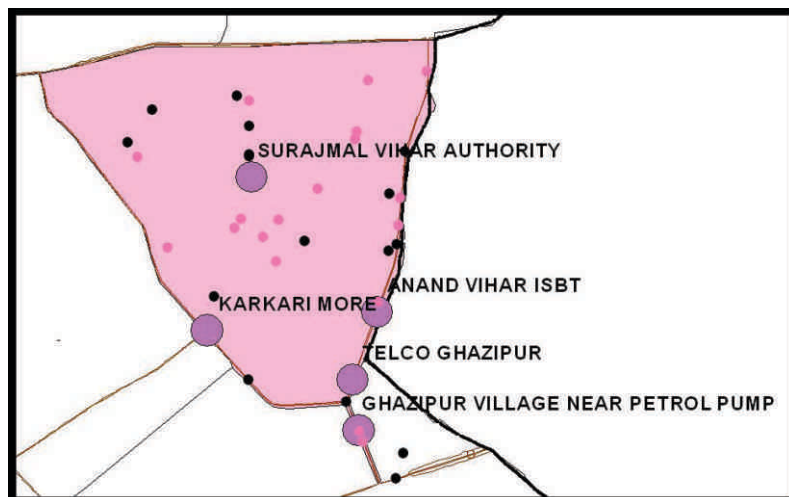 SURAJMAL VIHAR AUTHORITY
ANAND VIHAR ISBT
KARKARI MORE
TELCO GHAZIPUR
GHAZIPUR VILLAGE NEAR PETROL PUMP